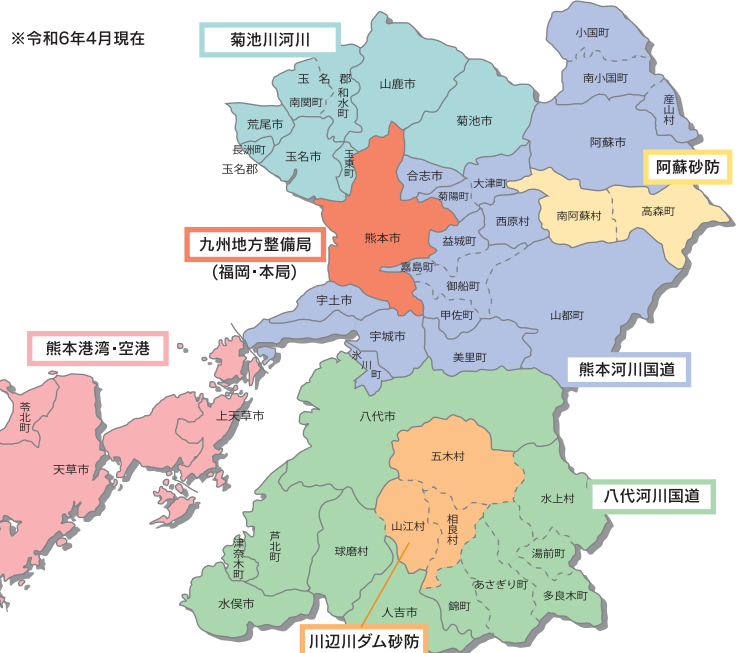 ※令和6年4月現在
菊池川河川
小国町
南小国町
産山村
玉名郡
南関町
和水町
山鹿市
菊池市
荒尾市
長洲町
玉名郡
玉名市
玉東町
阿蘇市
阿蘇砂防
合志市
菊陽町
大津町
西原村
南阿蘇村
高森町
九州地方整備局
(福岡・本局)
熊本市
益城町
嘉島町
御船町
甲佐町
山都町
宇土市
宇城市
氷川町
美里町
熊本港湾・空港
熊本河川国道
苓北町
上天草市
天草市
八代市
五木村
水上村
八代河川国道
山江村
相良村
湯前町
芦北町
津奈木町
球磨村
あさぎり町
多良木町
水俣市
人吉市
錦町
川辺川ダム砂防